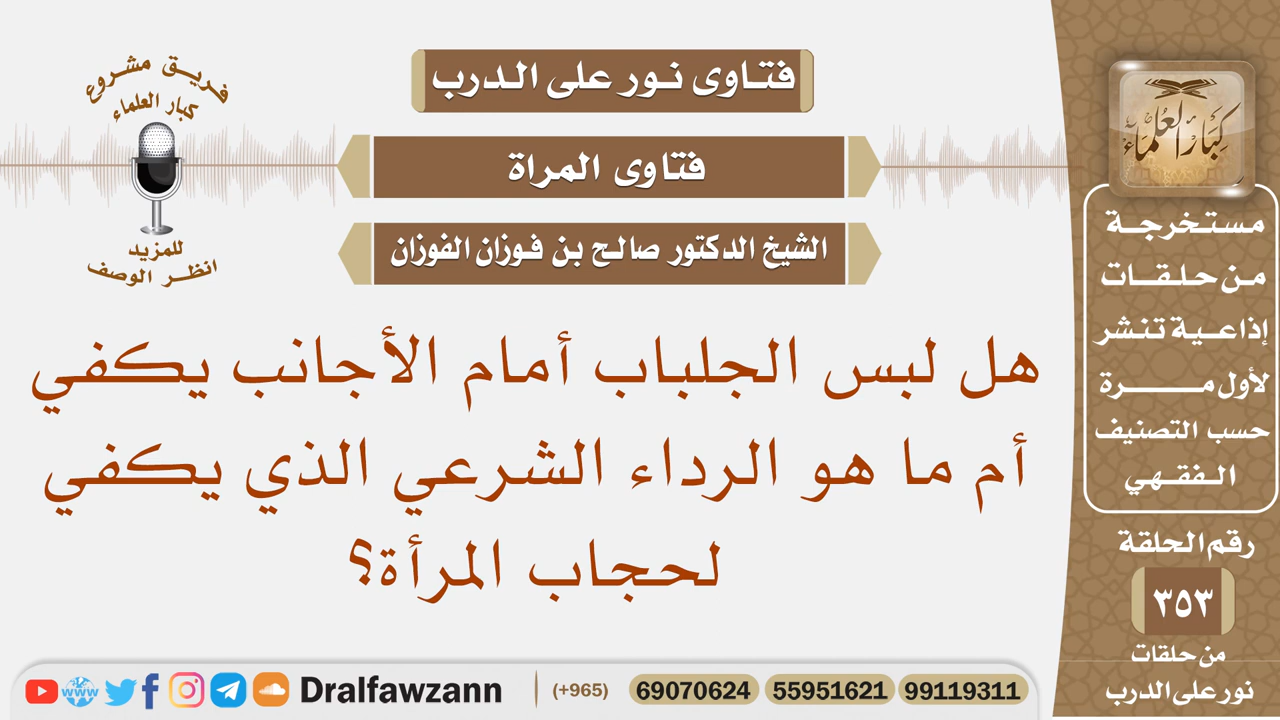 فتاوى نور على الدرب
فتاوى المراة
الشيخ الدكتور صالح بن فوزان الفوزان
هل لبس الجلباب أمام الأجانب يكفي
أم ما هو الرداء الشرعي الذي يكفي
لحجاب المرأة؟
فريق مشروع
كبار العلماء
للمزيد
انظر الوصف
كبار العلماء
مستخرجة
من حلقات
إذاعية تنشر
لأول مرة
حسب التصنيف
الفقهي
رقم الحلقة
٣٥٣
من حلقات
نور على الدرب
www
Dralfawzann
(+965) 69070624 55951621 99119311